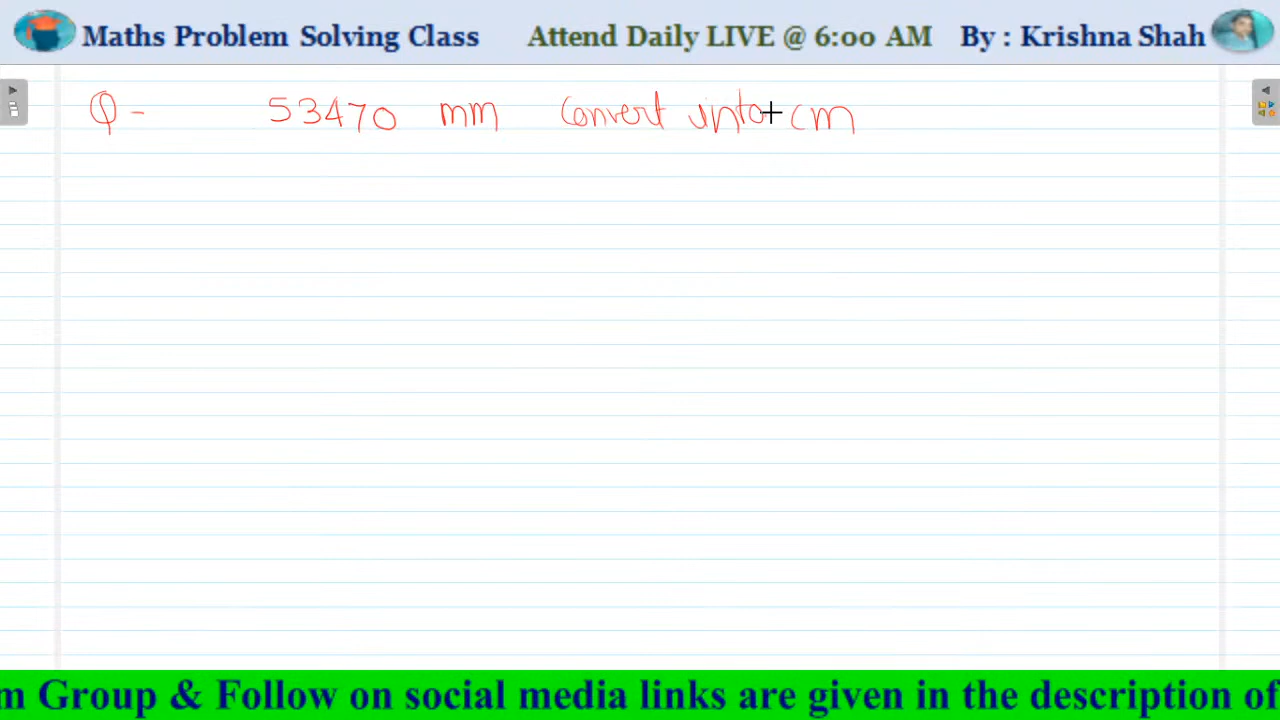 Maths Problem Solving Class Attend Daily LIVE @ 6:00 AM By : Krishna Shah
Q - 53470 mm Convert into cm
m Group & Follow on social media links are given in the description of